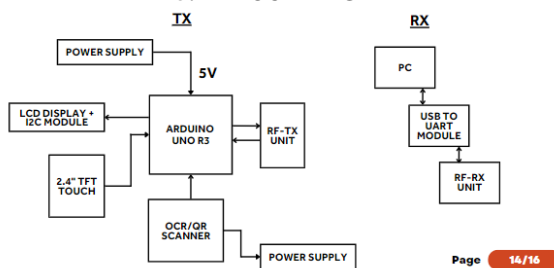 TX
RX
POWER SUPPLY
5V
PC
LCD DISPLAY +
I2C MODULE
ARDUINO
UNO R3
RF-TX
UNIT
USB TO
UART
MODULE
2.4" TFT
TOUCH
RF-RX
UNIT
OCR/QR
SCANNER
POWER SUPPLY
Page 14/16